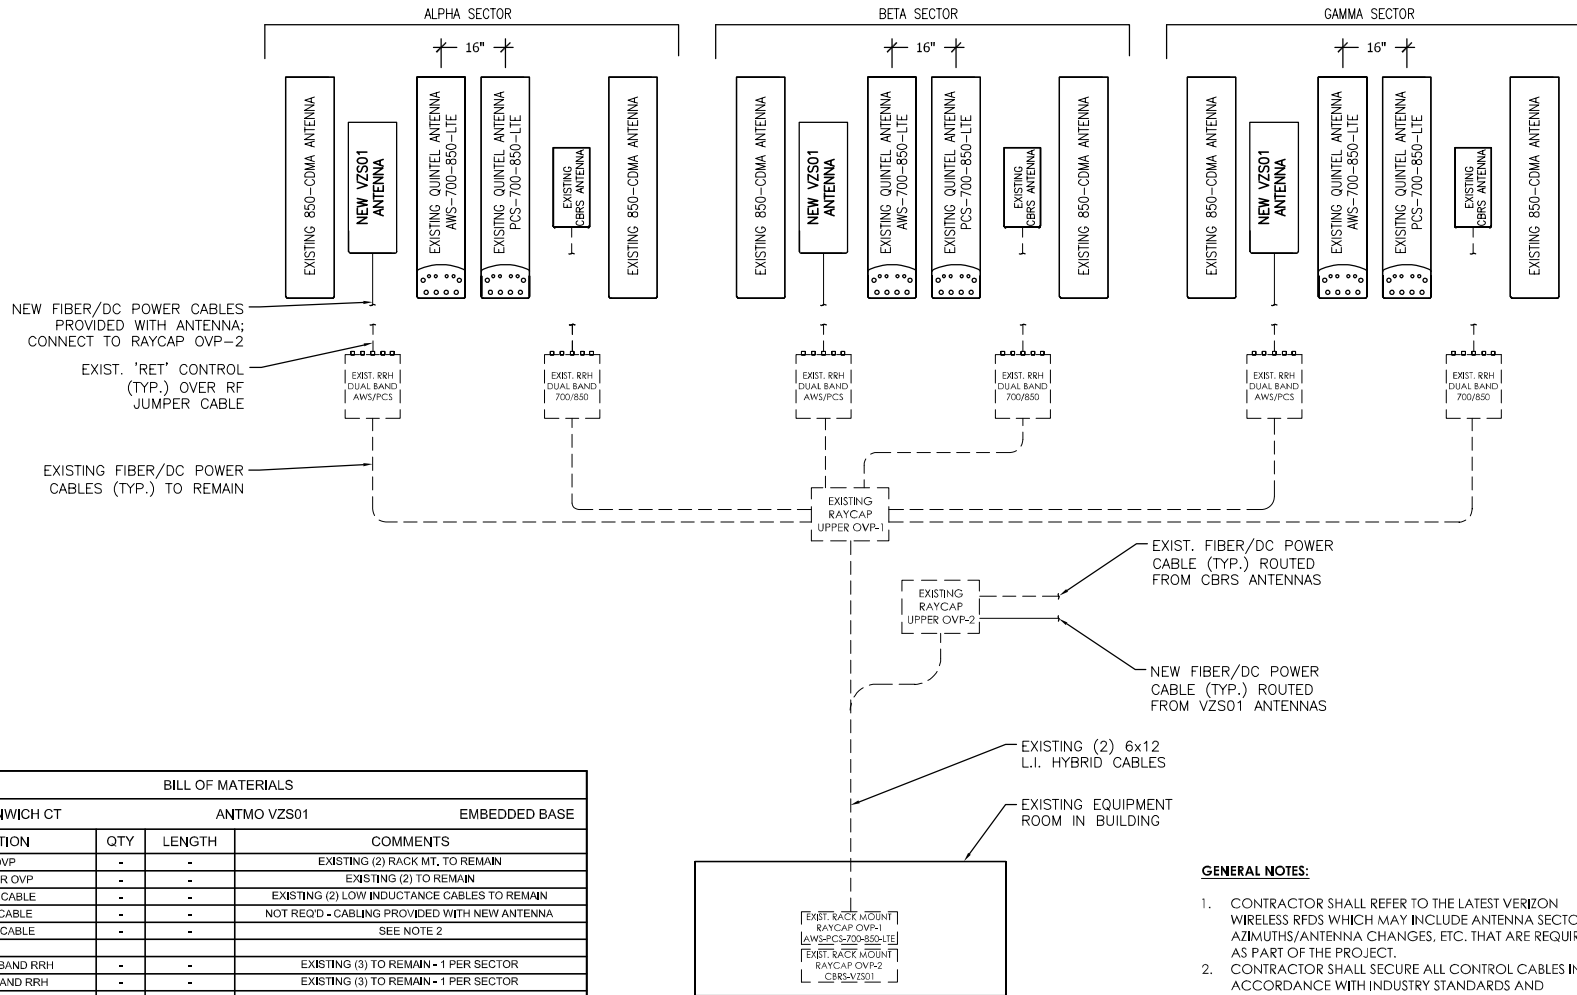 ALPHA SECTOR
BETA SECTOR
GAMMA SECTOR
16"
16"
16"
EXISTING 850-CDMA ANTENNA
NEW VZS01
ANTENNA
EXISTING QUINTEL ANTENNA
AWS-700-850-LTE
EXISITNG QUINTEL ANTENNA
PCS-700-850-LTE
EXISTING
CBRS ANTENNA
EXISTING 850-CDMA ANTENNA
EXISTING 850-CDMA ANTENNA
NEW VZS01
ANTENNA
EXISTING QUINTEL ANTENNA
AWS-700-850-LTE
EXISITNG QUINTEL ANTENNA
PCS-700-850-LTE
EXISTING
CBRS ANTENNA
EXISTING 850-CDMA ANTENNA
EXISTING 850-CDMA ANTENNA
NEW VZS01
ANTENNA
EXISTING QUINTEL ANTENNA
AWS-700-850-LTE
EXISITNG QUINTEL ANTENNA
PCS-700-850-LTE
EXISTING
CBRS ANTENNA
EXISTING 850-CDMA ANTENNA
NEW FIBER/DC POWER CABLES
PROVIDED WITH ANTENNA;
CONNECT TO RAYCAP OVP-2
EXIST. 'RET' CONTROL
(TYP.) OVER RF
JUMPER CABLE
EXISTING FIBER/DC POWER
CABLES (TYP.) TO REMAIN
EXIST. RRH
DUAL BAND
AWS/PCS
EXIST. RRH
DUAL BAND
700/850
EXIST. RRH
DUAL BAND
AWS/PCS
EXIST. RRH
DUAL BAND
700/850
EXIST. RRH
DUAL BAND
AWS/PCS
EXIST. RRH
DUAL BAND
700/850
EXISTING
RAYCAP
UPPER OVP-1
EXISTING
RAYCAP
UPPER OVP-2
EXIST. FIBER/DC POWER
CABLE (TYP.) ROUTED
FROM CBRS ANTENNAS
NEW FIBER/DC POWER
CABLE (TYP.) ROUTED
FROM VZS01 ANTENNAS
EXISTING (2) 6x12
L.I. HYBRID CABLES
EXISTING EQUIPMENT
ROOM IN BUILDING
EXIST. RACK MOUNT
RAYCAP OVP-1
AWS-PCS-700-850-LTE
EXIST. RACK MOUNT
RAYCAP OVP-2
CBRS-VZS01
BILL OF MATERIALS
NWICH CT ANTMO VZS01 EMBEDDED BASE
TION QTY LENGTH COMMENTS
OVP - - EXISTING (2) RACK MT. TO REMAIN
R OVP - - EXISTING (2) TO REMAIN
CABLE - - EXISTING (2) LOW INDUCTANCE CABLES TO REMAIN
CABLE - - NOT REQ'D - CABLING PROVIDED WITH NEW ANTENNA
CABLE - - SEE NOTE 2
BAND RRH - - EXISTING (3) TO REMAIN - 1 PER SECTOR
AND RRH - - EXISTING (3) TO REMAIN - 1 PER SECTOR
GENERAL NOTES:
1. CONTRACTOR SHALL REFER TO THE LATEST VERIZON
WIRELESS RFDS WHICH MAY INCLUDE ANTENNA SECTO
AZIMUTHS/ANTENNA CHANGES, ETC. THAT ARE REQUIR
AS PART OF THE PROJECT.
2. CONTRACTOR SHALL SECURE ALL CONTROL CABLES IN
ACCORDANCE WITH INDUSTRY STANDARDS AND